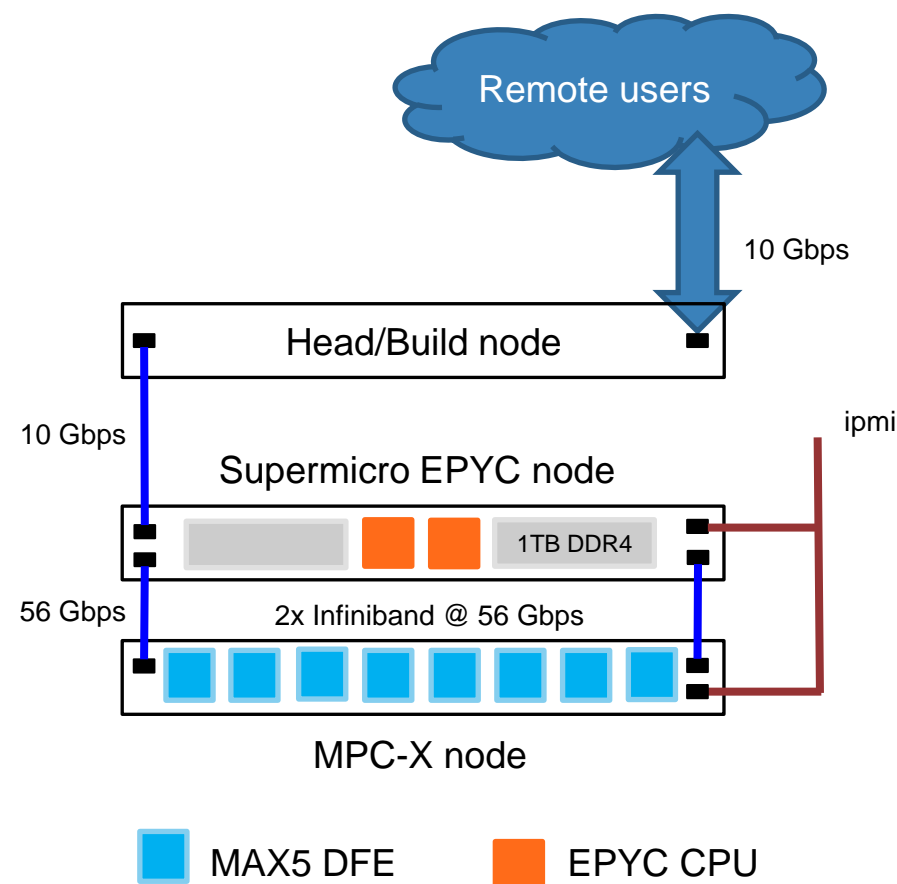 Remote users
10 Gbps
Head/Build node
10 Gbps
ipmi
Supermicro EPYC node
1TB DDR4
56 Gbps
2x Infiniband @ 56 Gbps
MPC-X node
MAX5 DFE
EPYC CPU